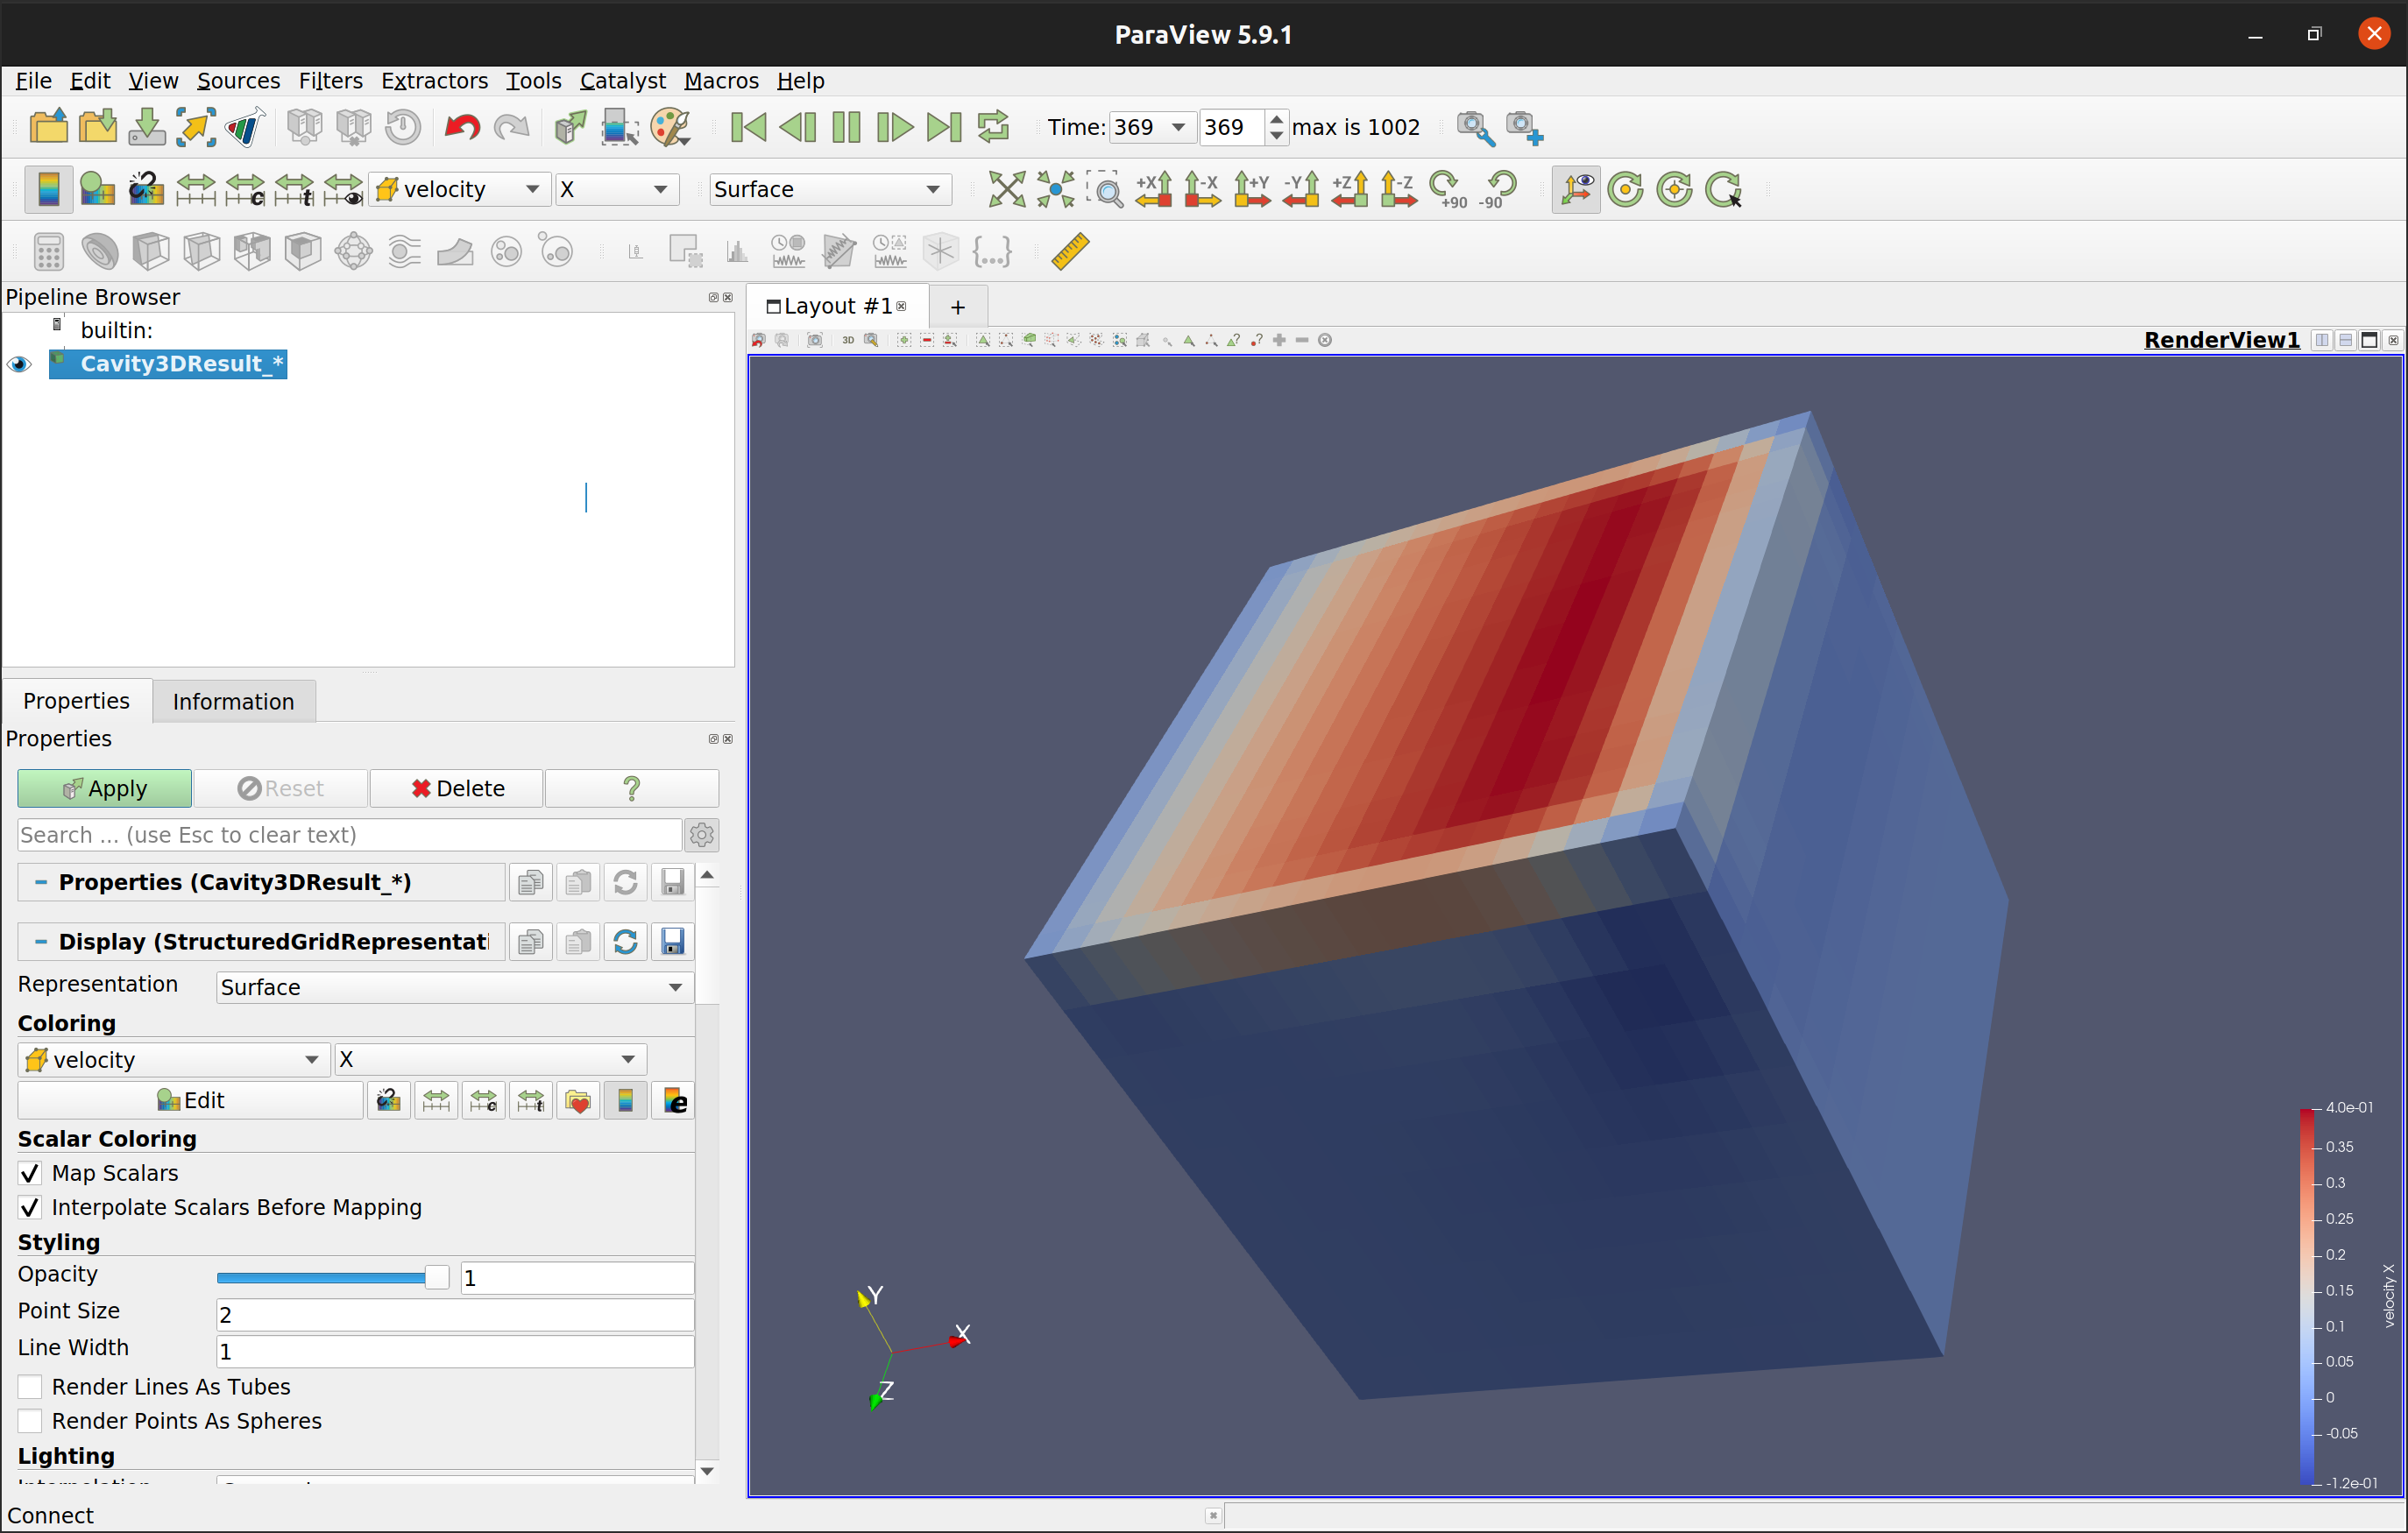 ParaView 5.9.1
File Edit View Sources Filters Extractors Tools Catalyst Macros Help
Time: 369 369 max is 1002
velocity X Surface +X -X +Y -Y +Z -Z +90 -90
Pipeline Browser
Layout #1 +
builtin:
3D RenderView1
Cavity3DResult_*
Properties Information
Properties
Apply Reset Delete ?
Search ... (use Esc to clear text)
Properties (Cavity3DResult_*)
Display (StructuredGridRepresentati
Representation Surface
Coloring
velocity X
Edit
Scalar Coloring
Map Scalars
Interpolate Scalars Before Mapping
Styling
Opacity 1
Point Size 2
Line Width 1
Render Lines As Tubes
Render Points As Spheres
Lighting
Y
X
Z
4.0e-01
0.35
0.3
0.25
0.2
0.15
0.1
0.05
0
-0.05
-1.2e-01
velocity X
Connect